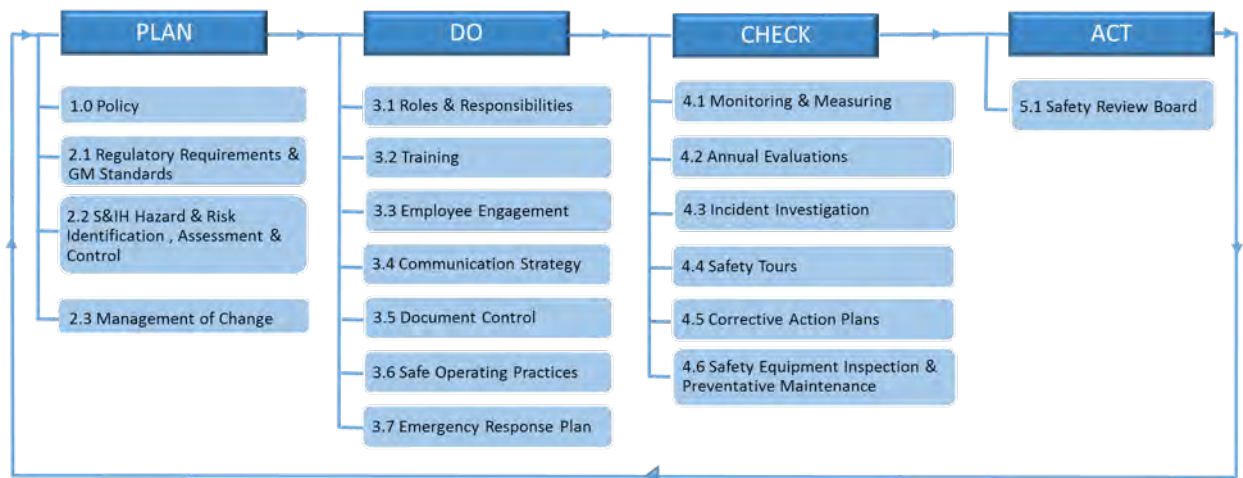 PLAN
1.0 Policy
2.1 Regulatory Requirements &
GM Standards
2.2 S&IH Hazard & Risk
Identification , Assessment &
Control
2.3 Management of Change
DO
3.1 Roles & Responsibilities
3.2 Training
3.3 Employee Engagement
3.4 Communication Strategy
3.5 Document Control
3.6 Safe Operating Practices
3.7 Emergency Response Plan
CHECK
4.1 Monitoring & Measuring
4.2 Annual Evaluations
4.3 Incident Investigation
4.4 Safety Tours
4.5 Corrective Action Plans
4.6 Safety Equipment Inspection &
Preventative Maintenance
ACT
5.1 Safety Review Board